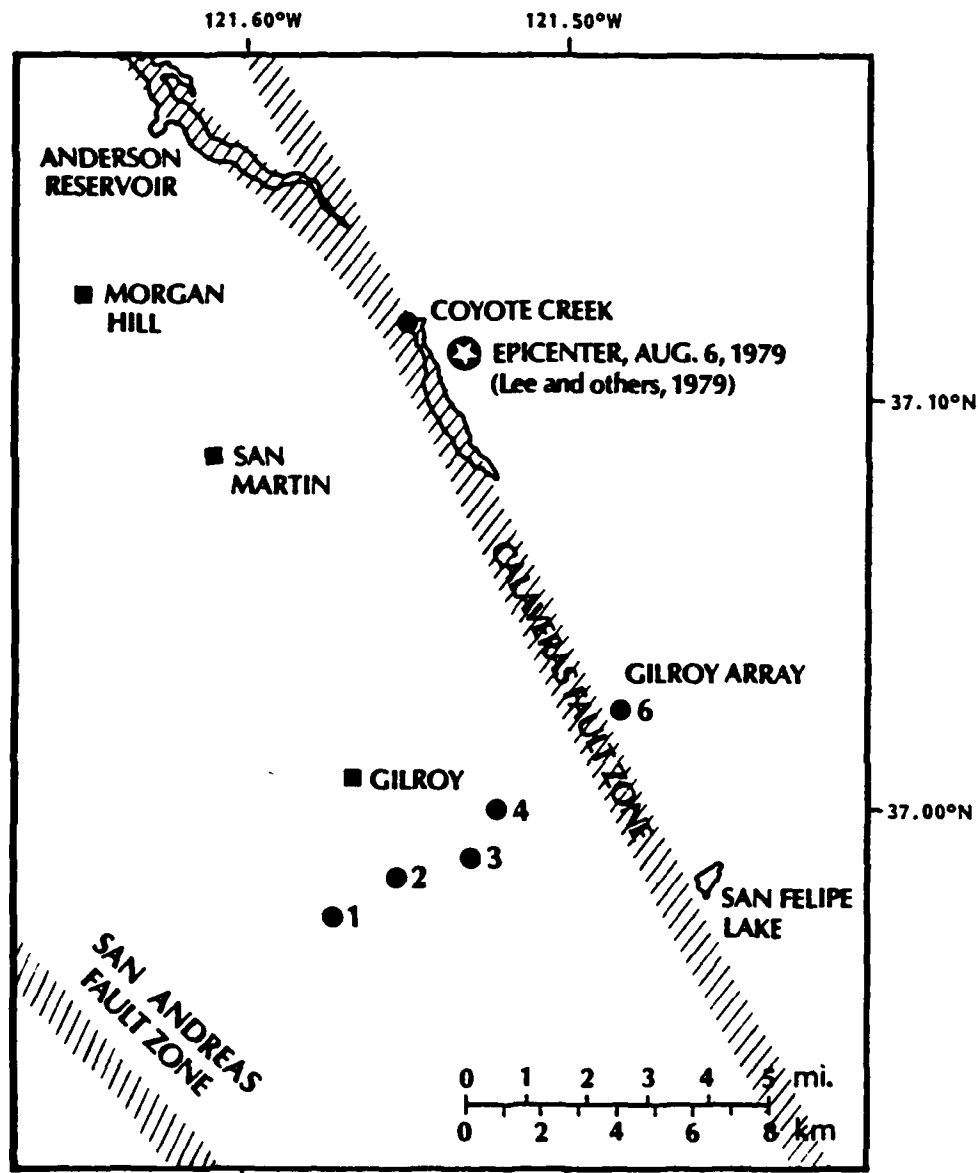 121.60°W
121.50°W
ANDERSON
RESERVOIR
MORGAN
HILL
COYOTE CREEK
EPICENTER, AUG. 6, 1979
(Lee and others, 1979)
37.10°N
SAN
MARTIN
CALAVERAS FAULT ZONE
GILROY ARRAY
6
GILROY
4
37.00°N
3
2
SAN FELIPE
LAKE
1
SAN ANDREAS
FAULT ZONE
0 1 2 3 4 5 mi.
0 2 4 6 8 km